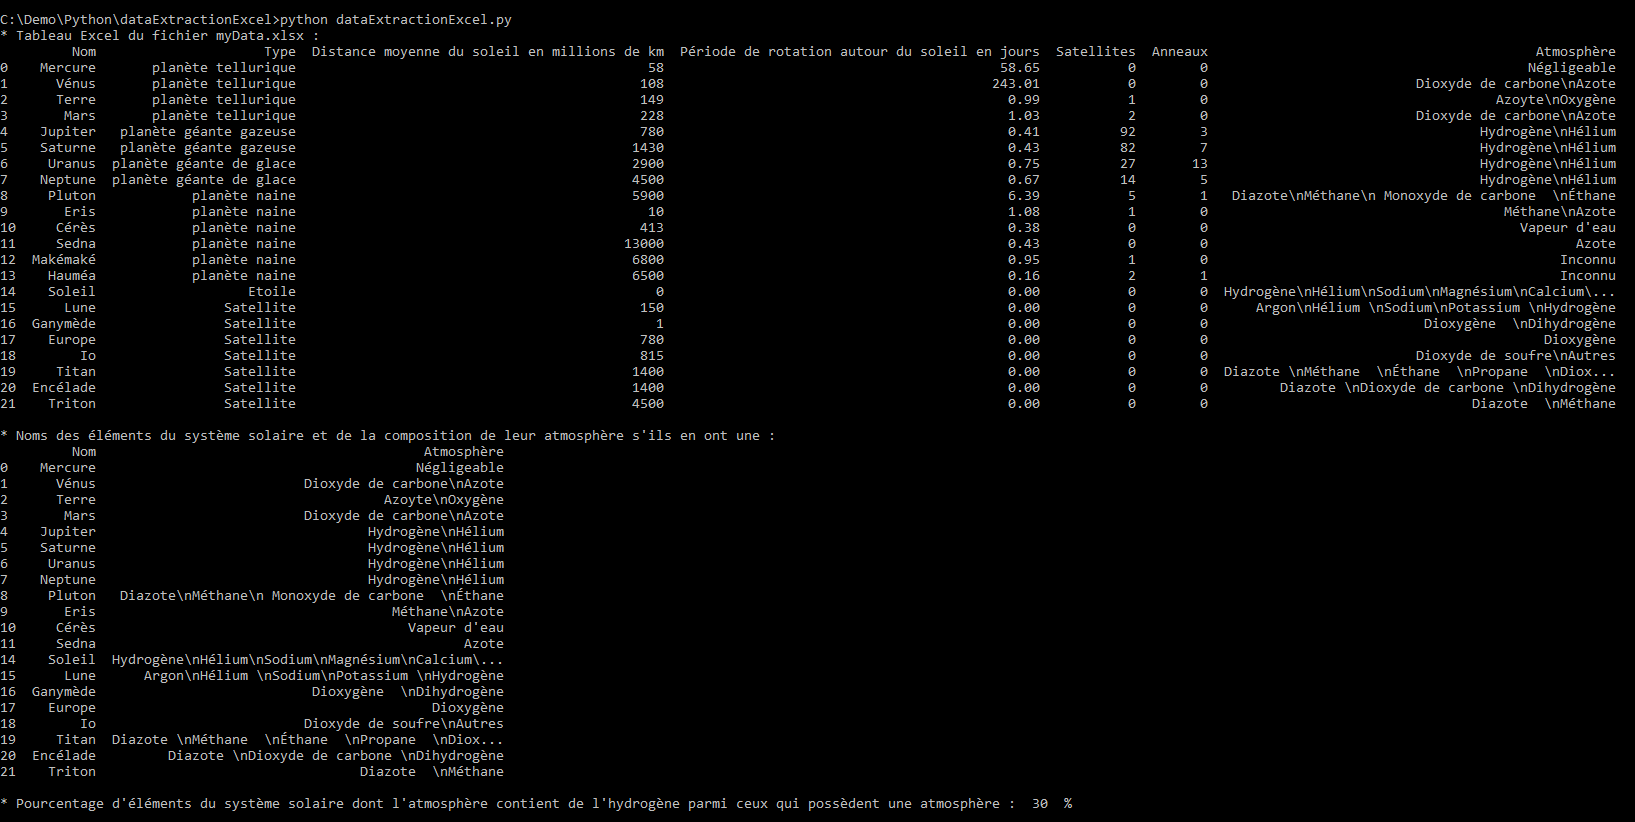 C:\Demo\Python\dataExtractionExcel>python dataExtractionExcel.py
* Tableau Excel du fichier myData.xlsx :
Nom Type Distance moyenne du soleil en millions de km Période de rotation autour du soleil en jours Satellites Anneaux Atmosphère
0 Mercure planète tellurique 58 58.65 0 0 Négligeable
1 Vénus planète tellurique 108 243.01 0 0 Dioxyde de carbone\nAzote
2 Terre planète tellurique 149 0.99 1 0 Azoyte\nOxygène
3 Mars planète tellurique 228 1.03 2 0 Dioxyde de carbone\nAzote
4 Jupiter planète géante gazeuse 780 0.41 92 3 Hydrogène\nHélium
5 Saturne planète géante gazeuse 1430 0.43 82 7 Hydrogène\nHélium
6 Uranus planète géante de glace 2900 0.75 27 13 Hydrogène\nHélium
7 Neptune planète géante de glace 4500 0.67 14 5 Hydrogène\nHélium
8 Pluton planète naine 5900 6.39 5 1 Diazote\nMéthane\n Monoxyde de carbone  \nÉthane
9 Eris planète naine 10 1.08 1 0 Méthane\nAzote
10 Cérès planète naine 413 0.38 0 0 Vapeur d'eau
11 Sedna planète naine 13000 0.43 0 0 Azote
12 Makémaké planète naine 6800 0.95 1 0 Inconnu
13 Hauméa planète naine 6500 0.16 2 1 Inconnu
14 Soleil Etoile 0 0.00 0 0 Hydrogène\nHélium\nSodium\nMagnésium\nCalcium\...
15 Lune Satellite 150 0.00 0 0 Argon\nHélium \nSodium\nPotassium \nHydrogène
16 Ganymède Satellite 1 0.00 0 0 Dioxygène  \nDihydrogène
17 Europe Satellite 780 0.00 0 0 Dioxygène
18 Io Satellite 815 0.00 0 0 Dioxyde de soufre\nAutres
19 Titan Satellite 1400 0.00 0 0 Diazote \nMéthane  \nÉthane  \nPropane  \nDiox...
20 Encélade Satellite 1400 0.00 0 0 Diazote \nDioxyde de carbone \nDihydrogène
21 Triton Satellite 4500 0.00 0 0 Diazote  \nMéthane
* Noms des éléments du système solaire et de la composition de leur atmosphère s'ils en ont une :
Nom Atmosphère
0 Mercure Négligeable
1 Vénus Dioxyde de carbone\nAzote
2 Terre Azoyte\nOxygène
3 Mars Dioxyde de carbone\nAzote
4 Jupiter Hydrogène\nHélium
5 Saturne Hydrogène\nHélium
6 Uranus Hydrogène\nHélium
7 Neptune Hydrogène\nHélium
8 Pluton Diazote\nMéthane\n Monoxyde de carbone  \nÉthane
9 Eris Méthane\nAzote
10 Cérès Vapeur d'eau
11 Sedna Azote
14 Soleil Hydrogène\nHélium\nSodium\nMagnésium\nCalcium\...
15 Lune Argon\nHélium \nSodium\nPotassium \nHydrogène
16 Ganymède Dioxygène  \nDihydrogène
17 Europe Dioxygène
18 Io Dioxyde de soufre\nAutres
19 Titan Diazote \nMéthane  \nÉthane  \nPropane  \nDiox...
20 Encélade Diazote \nDioxyde de carbone \nDihydrogène
21 Triton Diazote  \nMéthane
* Pourcentage d'éléments du système solaire dont l'atmosphère contient de l'hydrogène parmi ceux qui possèdent une atmosphère :  30  %